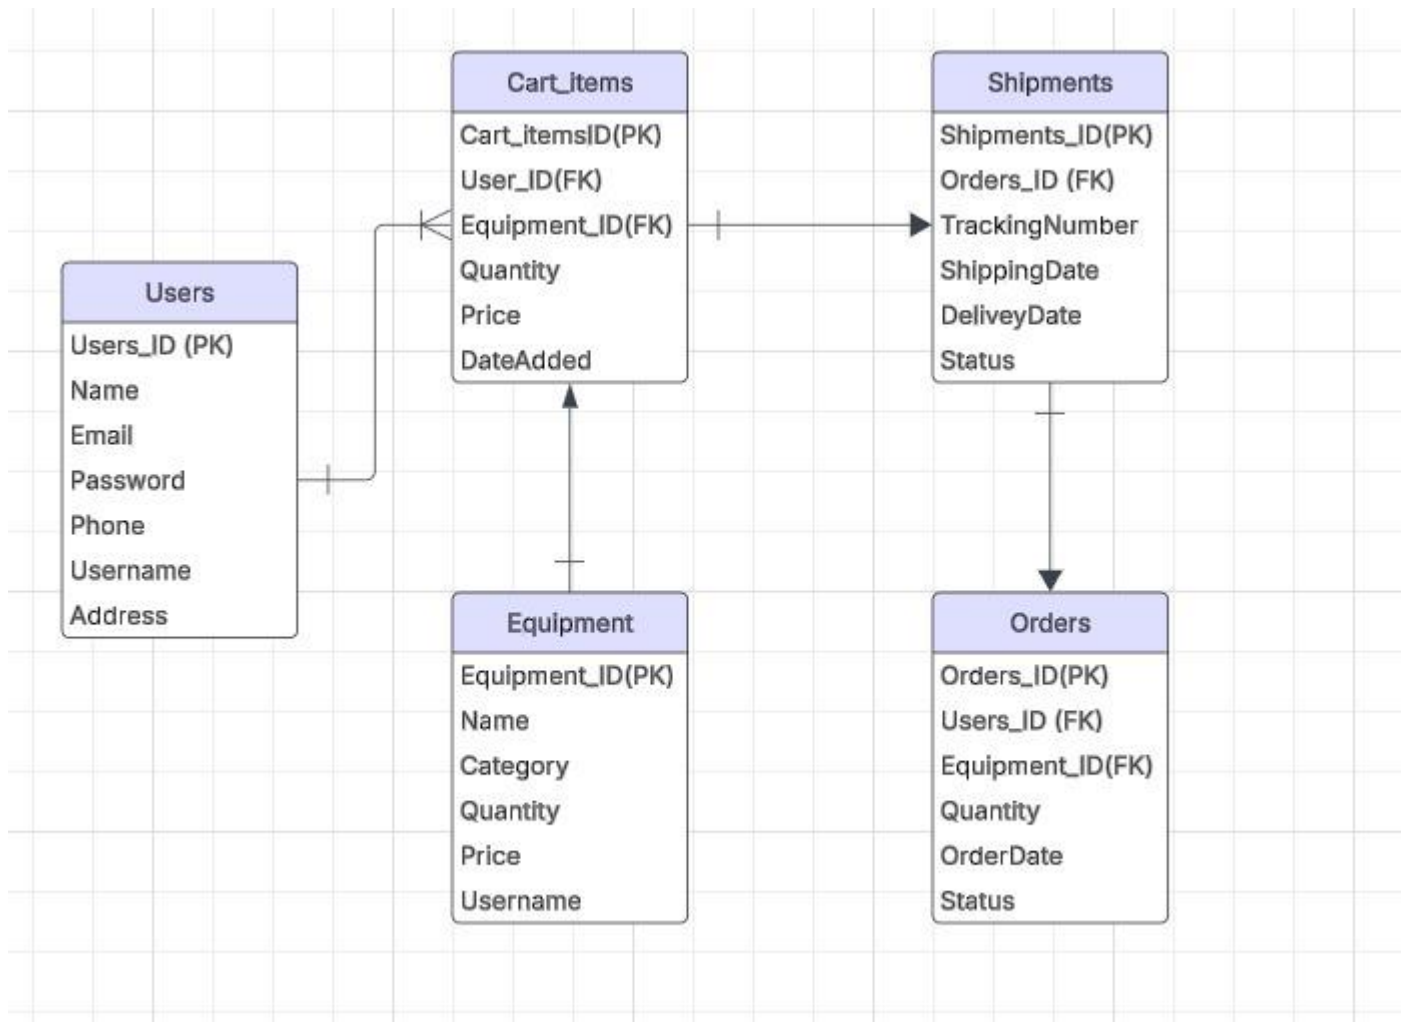 Users
Users_ID (PK)
Name
Email
Password
Phone
Username
Address
Cart_items
Cart_itemsID(PK)
User_ID(FK)
Equipment_ID(FK)
Quantity
Price
DateAdded
Equipment
Equipment_ID(PK)
Name
Category
Quantity
Price
Username
Shipments
Shipments_ID(PK)
Orders_ID (FK)
TrackingNumber
ShippingDate
DeliveyDate
Status
Orders
Orders_ID(PK)
Users_ID (FK)
Equipment_ID(FK)
Quantity
OrderDate
Status